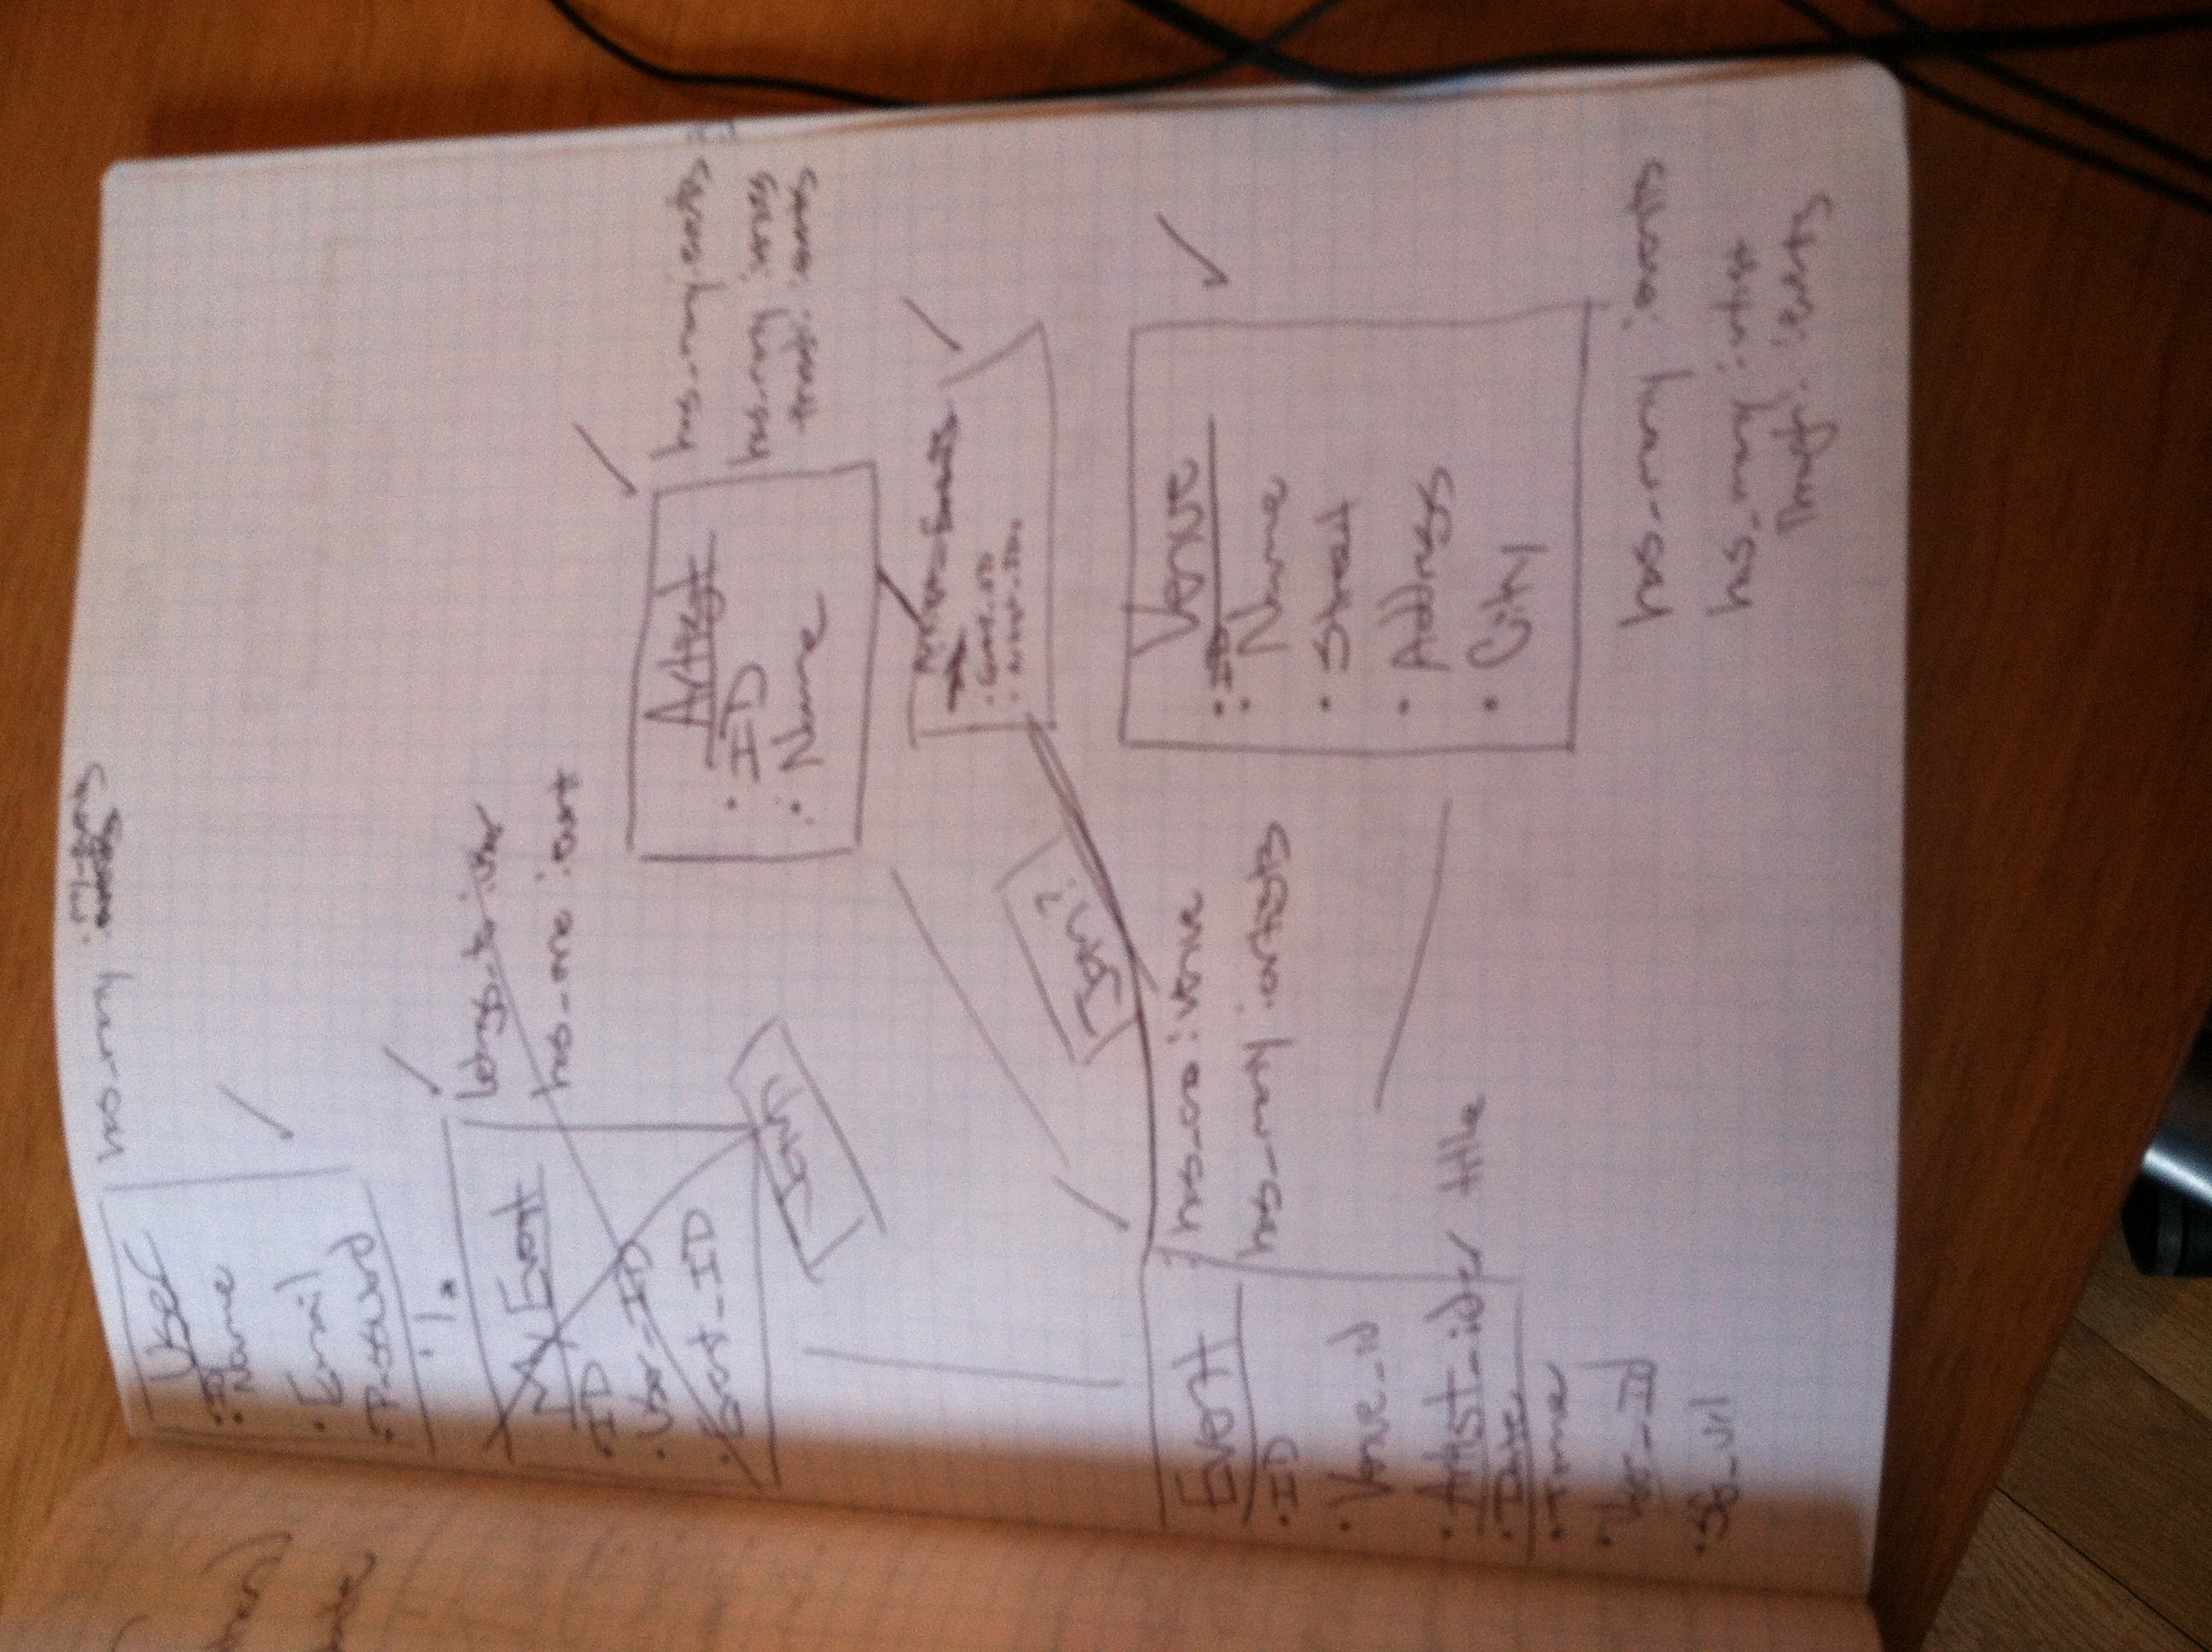 has_many :my_events
User
ID
Name
Email
Password
belongs_to :user
has_one :event
My Event
ID
User_ID
Event_ID
Join
Artist
ID
Name
has_many :events
has_many :venues
through: :events
Artist_Events
Event_ID
Artist_ID
Join?
Event
ID
Venue_id
Artist_id or title
Date
Time
User_Id
SG_url
has_one :venue
has_many :artists
Venue
ID
Name
Street
Address
City
has_many :events
has_many :artist
through: :events